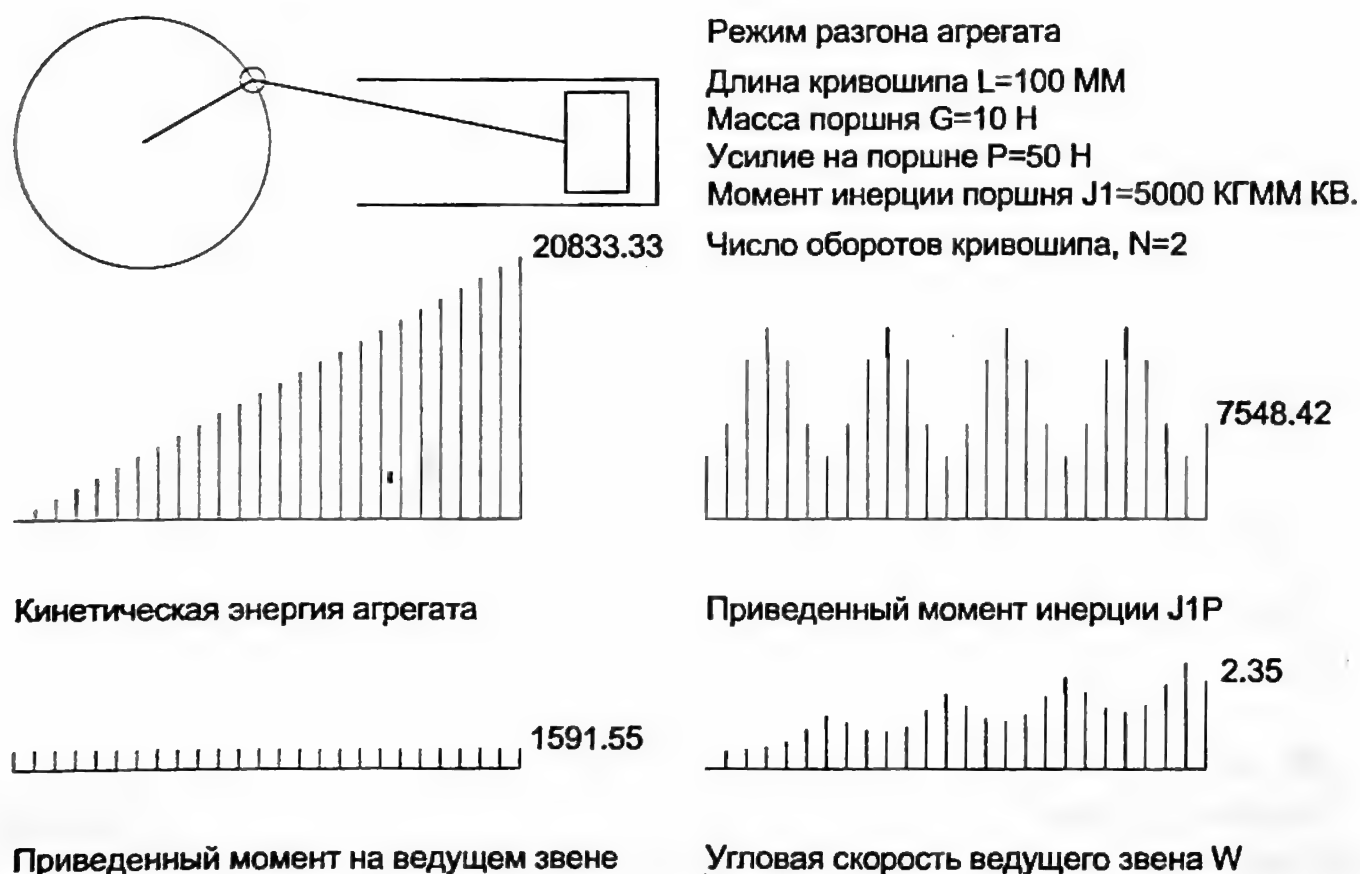 Режим разгона агрегата
Длина кривошипа L=100 ММ
Масса поршня G=10 Н
Усилие на поршне P=50 Н
Момент инерции поршня J1=5000 КГММ КВ.
Число оборотов кривошипа, N=2
20833.33
7548.42
Кинетическая энергия агрегата
Приведенный момент инерции J1P
1591.55
2.35
Приведенный момент на ведущем звене
Угловая скорость ведущего звена W